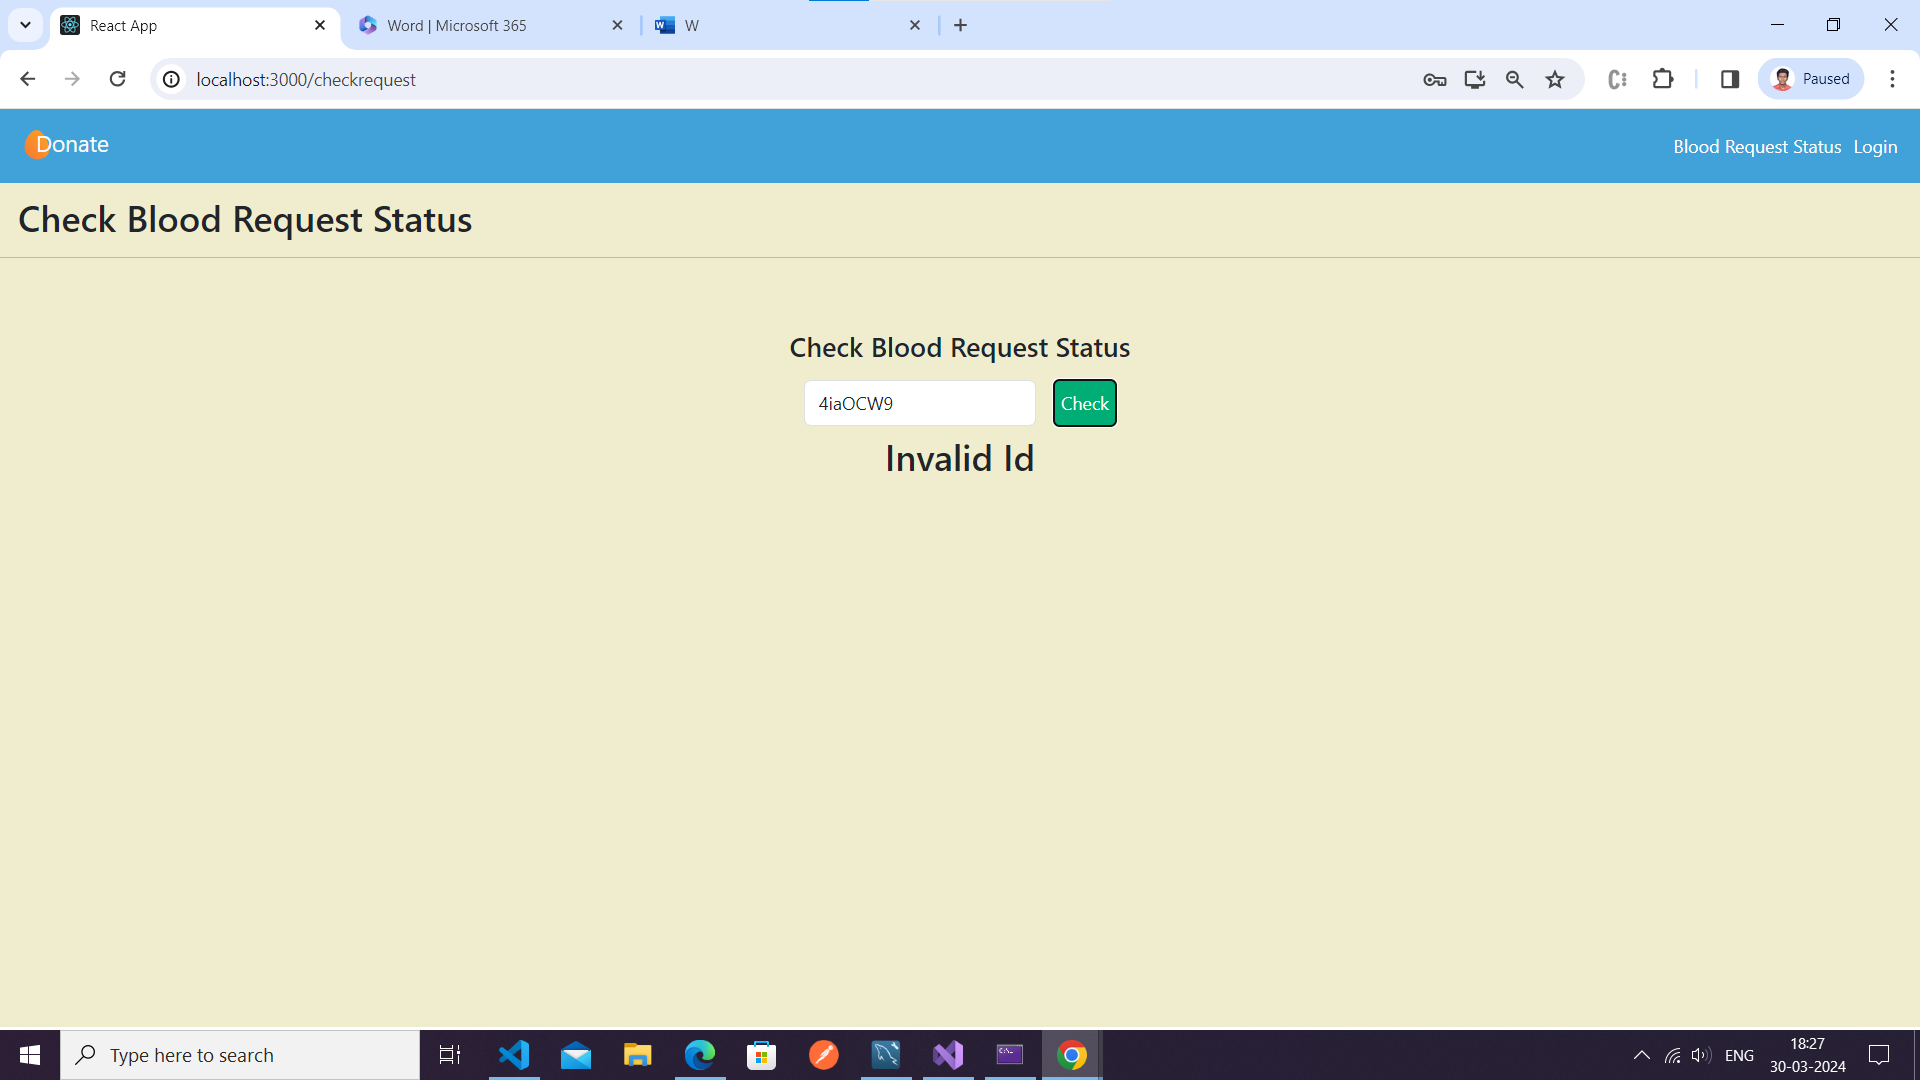 React App
Word | Microsoft 365
W
localhost:3000/checkrequest
Paused
Donate
Blood Request Status
Login
Check Blood Request Status
Check Blood Request Status
4iaOCW9
Check
Invalid Id
Type here to search
ENG
18:27
30-03-2024